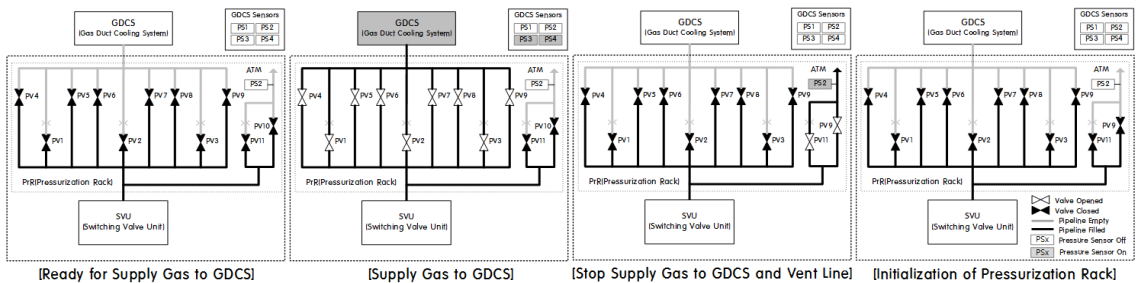 GDCS
(Gas Duct Cooling System)
GDCS Sensors
PS1 PS2
PS3 PS4
ATM
PS2
PV4 PV5 PV6 PV7 PV8 PV9
PV10
PV1 PV2 PV3 PV11
PrR(Pressurization Rack)
SVU
(Switching Valve Unit)
[Ready for Supply Gas to GDCS]
GDCS
(Gas Duct Cooling System)
GDCS Sensors
PS1 PS2
PS3 PS4
ATM
PS2
PV4 PV5 PV6 PV7 PV8 PV9
PV10
PV1 PV2 PV3 PV11
PrR(Pressurization Rack)
SVU
(Switching Valve Unit)
[Supply Gas to GDCS]
GDCS
(Gas Duct Cooling System)
GDCS Sensors
PS1 PS2
PS3 PS4
ATM
PS2
PV4 PV5 PV6 PV7 PV8 PV9
PV9
PV1 PV2 PV3 PV11
PrR(Pressurization Rack)
SVU
(Switching Valve Unit)
[Stop Supply Gas to GDCS and Vent Line]
GDCS
(Gas Duct Cooling System)
GDCS Sensors
PS1 PS2
PS3 PS4
ATM
PS2
PV4 PV5 PV6 PV7 PV8 PV9
PV9
PV1 PV2 PV3 PV11
PrR(Pressurization Rack)
SVU
(Switching Valve Unit)
Valve Opened
Valve Closed
Pipeline Empty
Pipeline Filled
PSx Pressure Sensor Off
PSx Pressure Sensor On
[Initialization of Pressurization Rack]